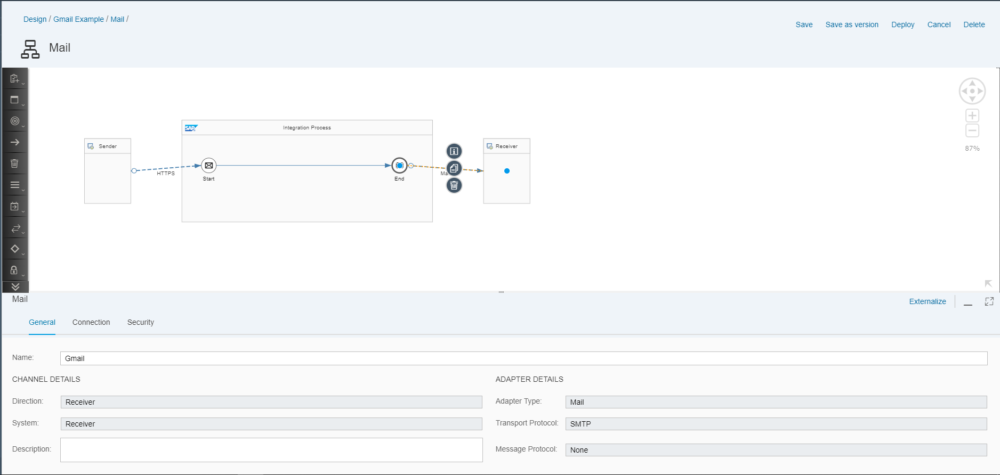 Design / Gmail Example / Mail /
Save Save as version Deploy Cancel Delete
Mail
87%
SAP Integration Process
Sender
Receiver
HTTPS
Start
End
Mail
Externalize
General Connection Security
Name: Gmail
CHANNEL DETAILS
Direction: Receiver
System: Receiver
Description:
ADAPTER DETAILS
Adapter Type: Mail
Transport Protocol: SMTP
Message Protocol: None